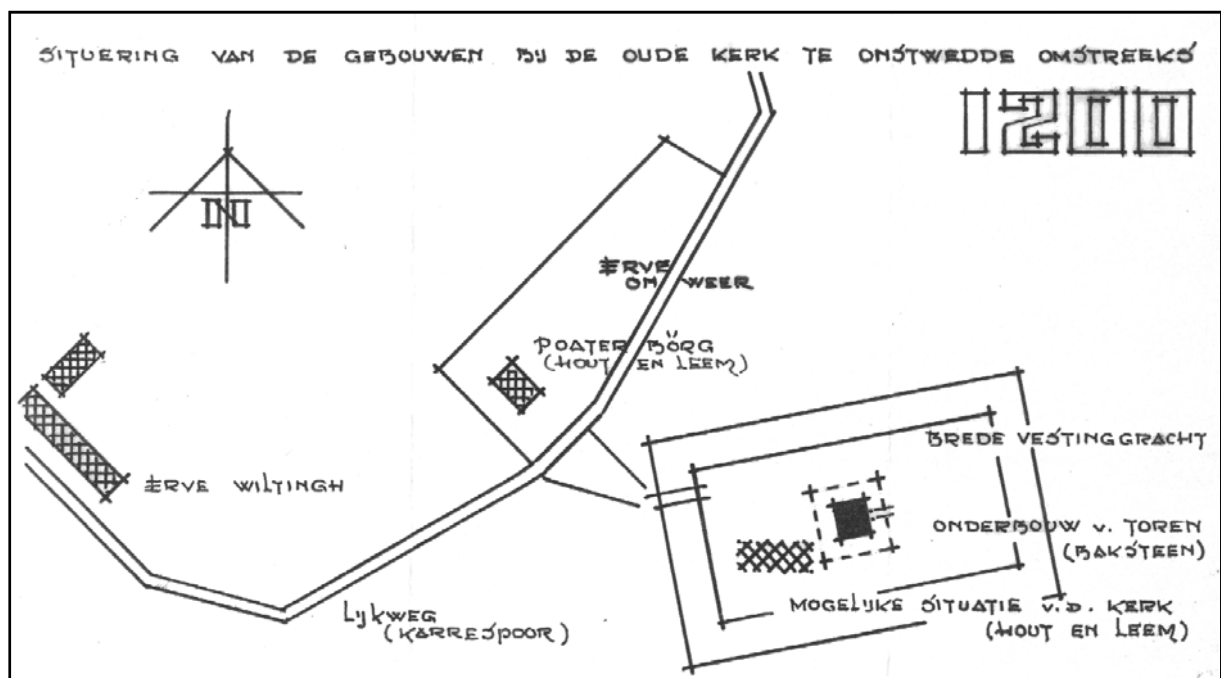 SITUERING VAN DE GEBOUWEN BIJ DE OUDE KERK TE ONSTWEDDE OMSTREEKS
1200
N
ERVE
ON WEER
POATER BÖRG
(HOUT EN LEEM)
BREDE VESTINGGRACHT
ERVE WILTINGH
ONDERBOUW v. TOREN
(BAKSTEEN)
MOGELIJKE SITUATIE v.d. KERK
(HOUT EN LEEM)
LIJKWEG
(KARRESPOOR)